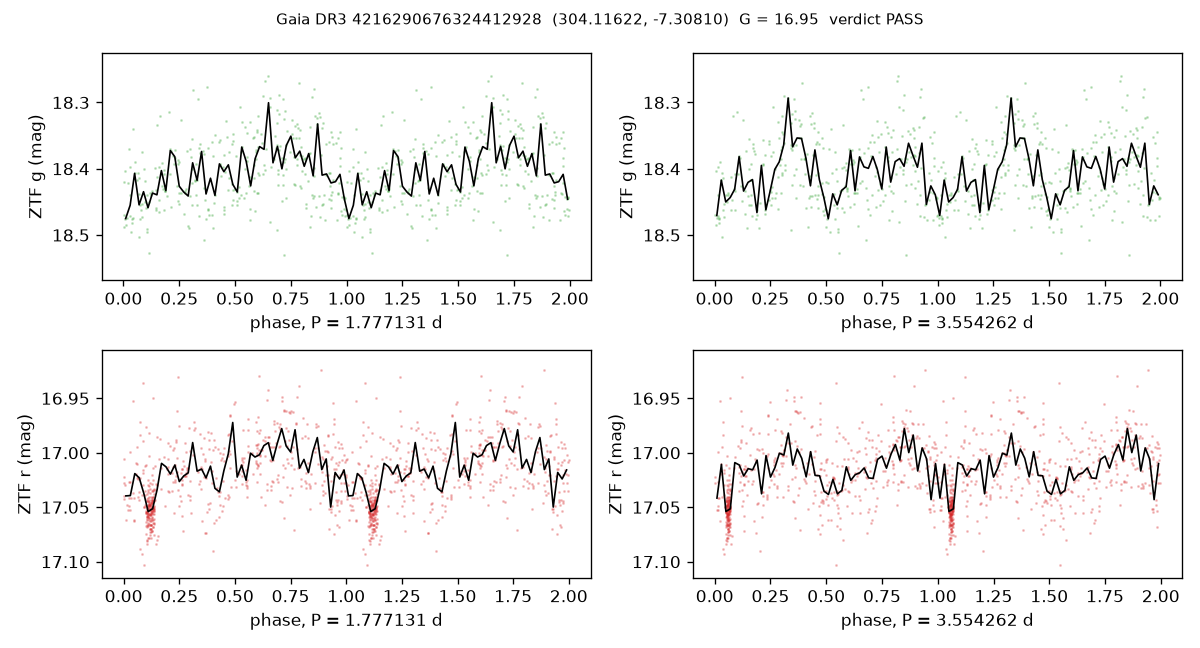 Gaia DR3 4216290676324412928 (304.11622, -7.30810) G = 16.95 verdict PASS
ZTF g (mag)
18.3
18.4
18.5
0.00 0.25 0.50 0.75 1.00 1.25 1.50 1.75 2.00
phase, P = 1.777131 d
ZTF g (mag)
18.3
18.4
18.5
0.00 0.25 0.50 0.75 1.00 1.25 1.50 1.75 2.00
phase, P = 3.554262 d
ZTF r (mag)
16.95
17.00
17.05
17.10
0.00 0.25 0.50 0.75 1.00 1.25 1.50 1.75 2.00
phase, P = 1.777131 d
ZTF r (mag)
16.95
17.00
17.05
17.10
0.00 0.25 0.50 0.75 1.00 1.25 1.50 1.75 2.00
phase, P = 3.554262 d